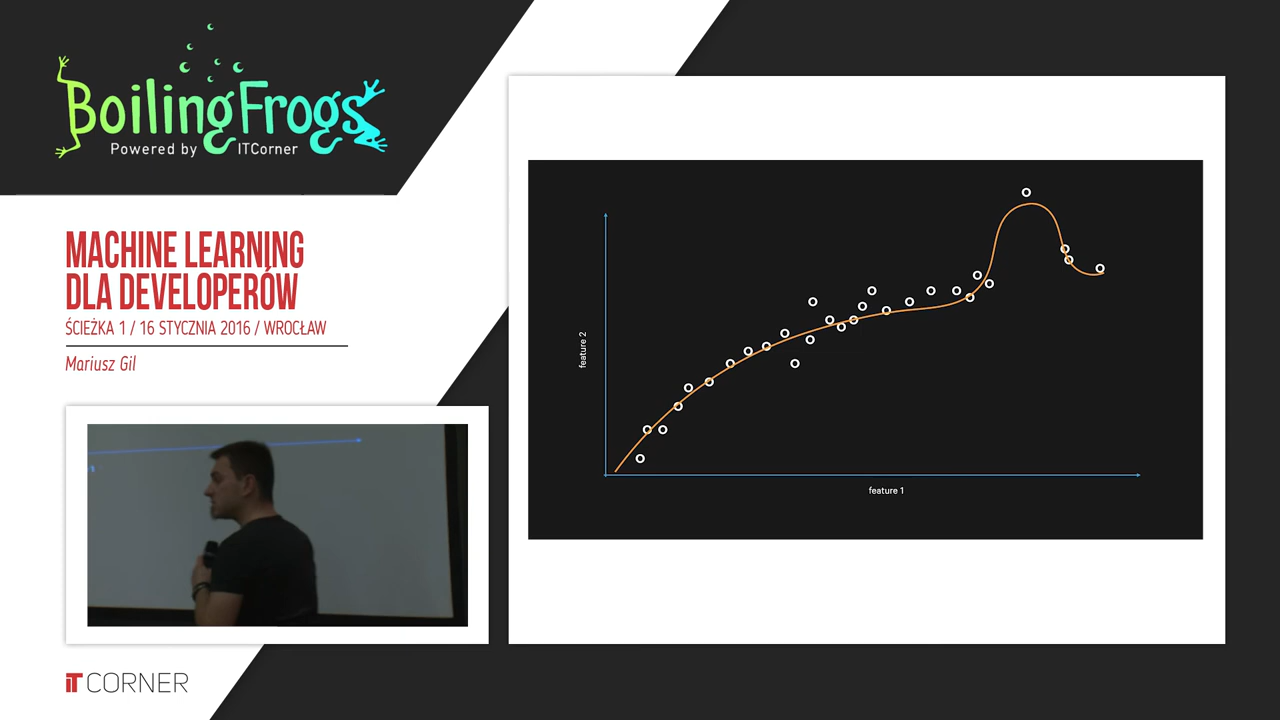 BoilingFrogs
Powered by ITCorner
MACHINE LEARNING
DLA DEVELOPERÓW
ŚCIEŻKA 1 / 16 STYCZNIA 2016 / WROCŁAW
Mariusz Gil
feature 2
feature 1
iT CORNER